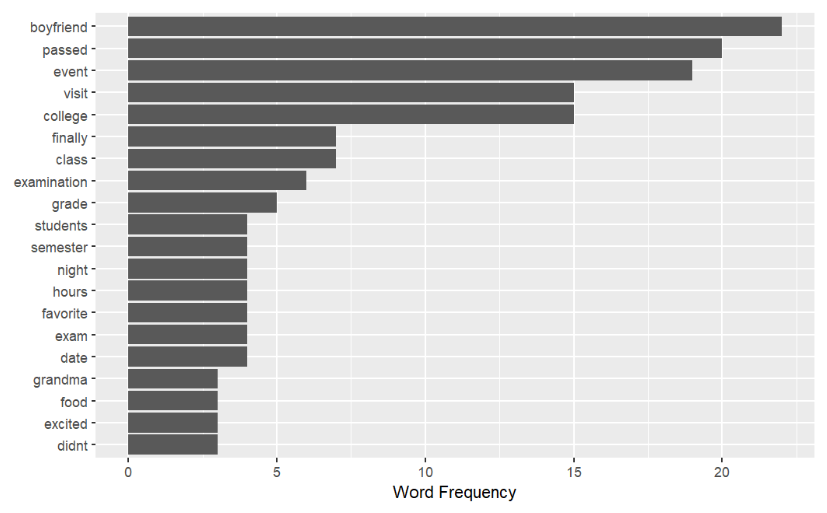 boyfriend
passed
event
visit
college
finally
class
examination
grade
students
semester
night
hours
favorite
exam
date
grandma
food
excited
didnt
0 5 10 15 20
Word Frequency